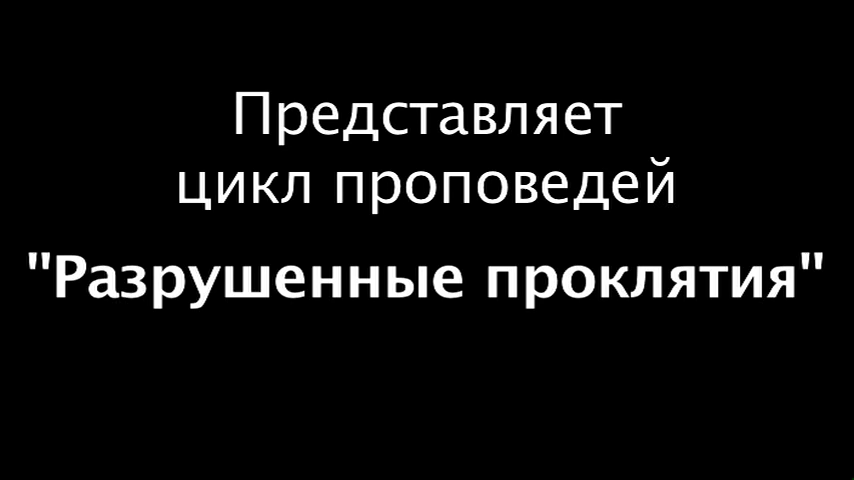 Представляет
цикл проповедей
"Разрушенные проклятия"